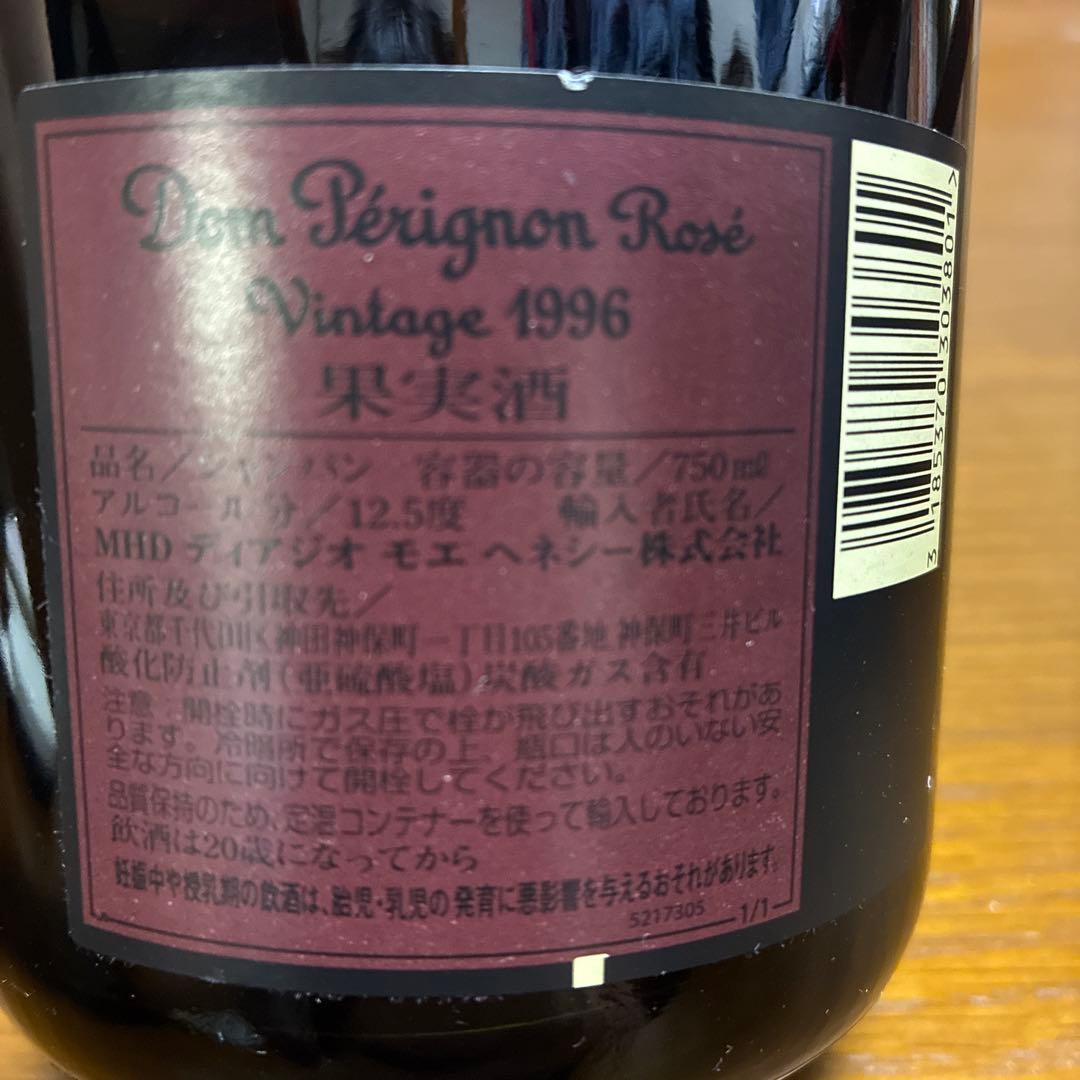 Dom Pérignon Rosé
Vintage 1996
果実酒
品名／シャンパン 容器の容量／750㎖
アルコール分／12.5度 輸入者氏名／
MHD ディアジオ モエ ヘネシー株式会社
住所及び引取先／
東京都千代田区神田神保町一丁目105番地 神保町三井ビル
酸化防止剤(亜硫酸塩)炭酸ガス含有
注意：開栓時にガス圧で栓が飛び出すおそれがあ
ります。冷暗所で保存の上、瓶口は人のいない安
全な方向に向けて開栓してください。
品質保持のため、定温コンテナーを使って輸入しております。
飲酒は20歳になってから
妊娠中や授乳期の飲酒は、胎児・乳児の発育に悪影響を与えるおそれがあります。
5217305 1/1
3 185370 303801 >